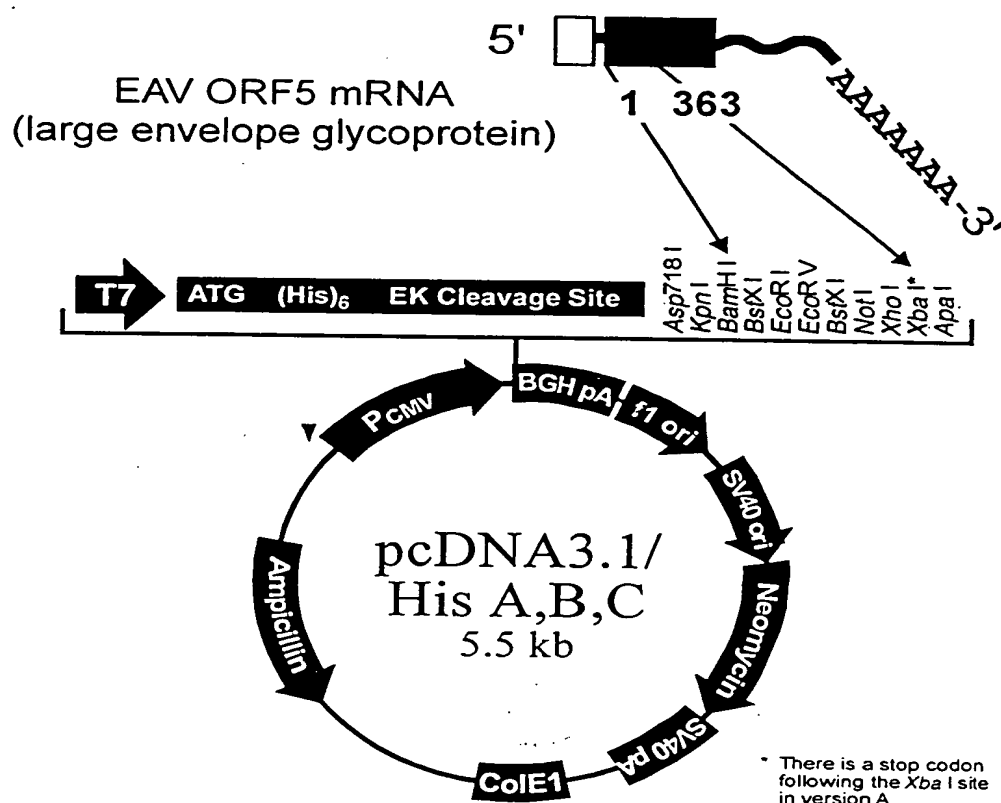 5'
EAV ORF5 mRNA
(large envelope glycoprotein)
1 363
AAAAAAA-3'
T7
ATG (His)6 EK Cleavage Site
Asp718 I
Kpn I
BamH I
BstX I
EcoR I
EcoR V
BstX I
Not I
Xho I
Xba I*
Apa I
PCMV
BGH pA
f1 ori
SV40 ori
Neomycin
SV40 pA
ColE1
Ampicillin
pcDNA3.1/
His A,B,C
5.5 kb
* There is a stop codon
following the Xba I site
in version A